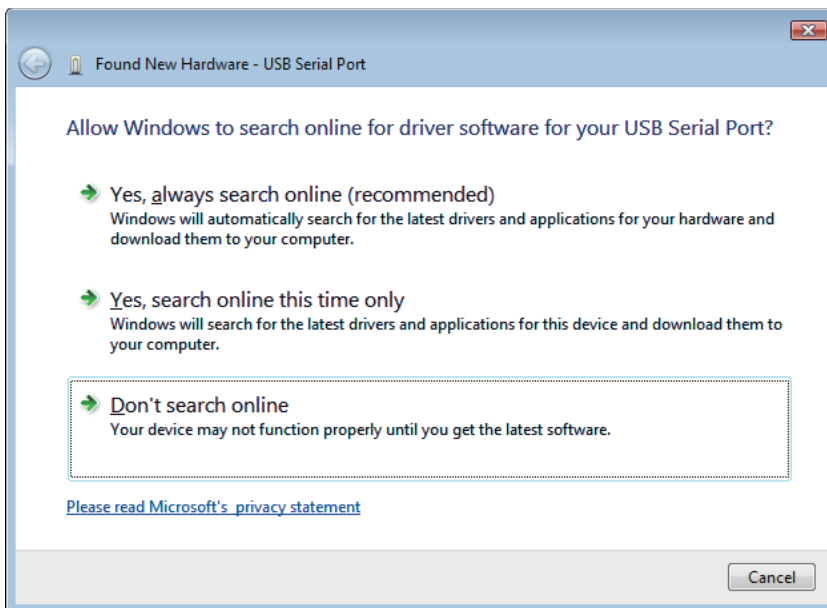 Found New Hardware - USB Serial Port
Allow Windows to search online for driver software for your USB Serial Port?
Yes, always search online (recommended)
Windows will automatically search for the latest drivers and applications for your hardware and
download them to your computer.
Yes, search online this time only
Windows will search for the latest drivers and applications for this device and download them to
your computer.
Don't search online
Your device may not function properly until you get the latest software.
Please read Microsoft's privacy statement
Cancel